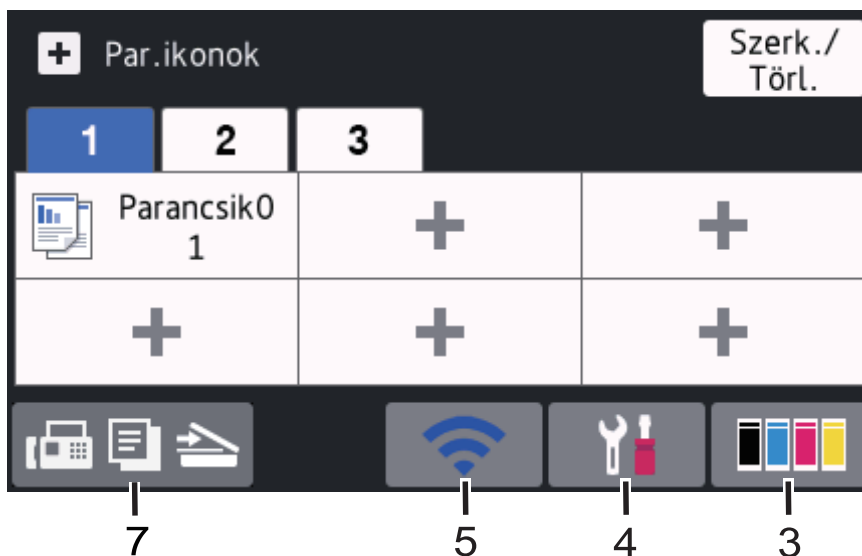 Par.ikonok
Szerk./
Törl.
1 2 3
Parancsik0
1
7 5 4 3